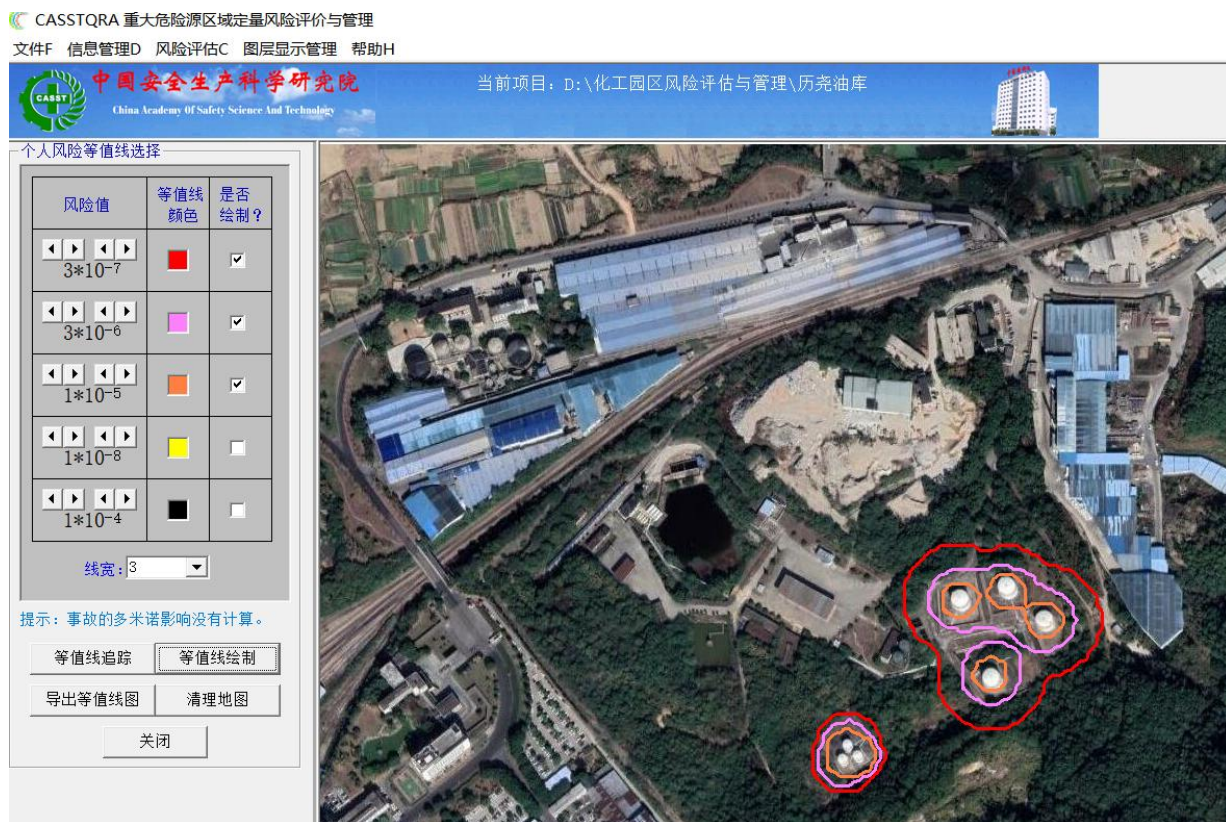 CASSTQRA 重大危险源区域定量风险评价与管理
文件F 信息管理D 风险评估C 图层显示管理 帮助H
CASST
中国安全生产科学研究院
China Academy Of Safety Science And Technology
当前项目：D:\化工园区风险评估与管理\历尧油库
个人风险等值线选择
风险值 等值线颜色 是否绘制？
3*10-7
3*10-6
1*10-5
1*10-8
1*10-4
线宽：3
提示：事故的多米诺影响没有计算。
等值线追踪 等值线绘制
导出等值线图 清理地图
关闭